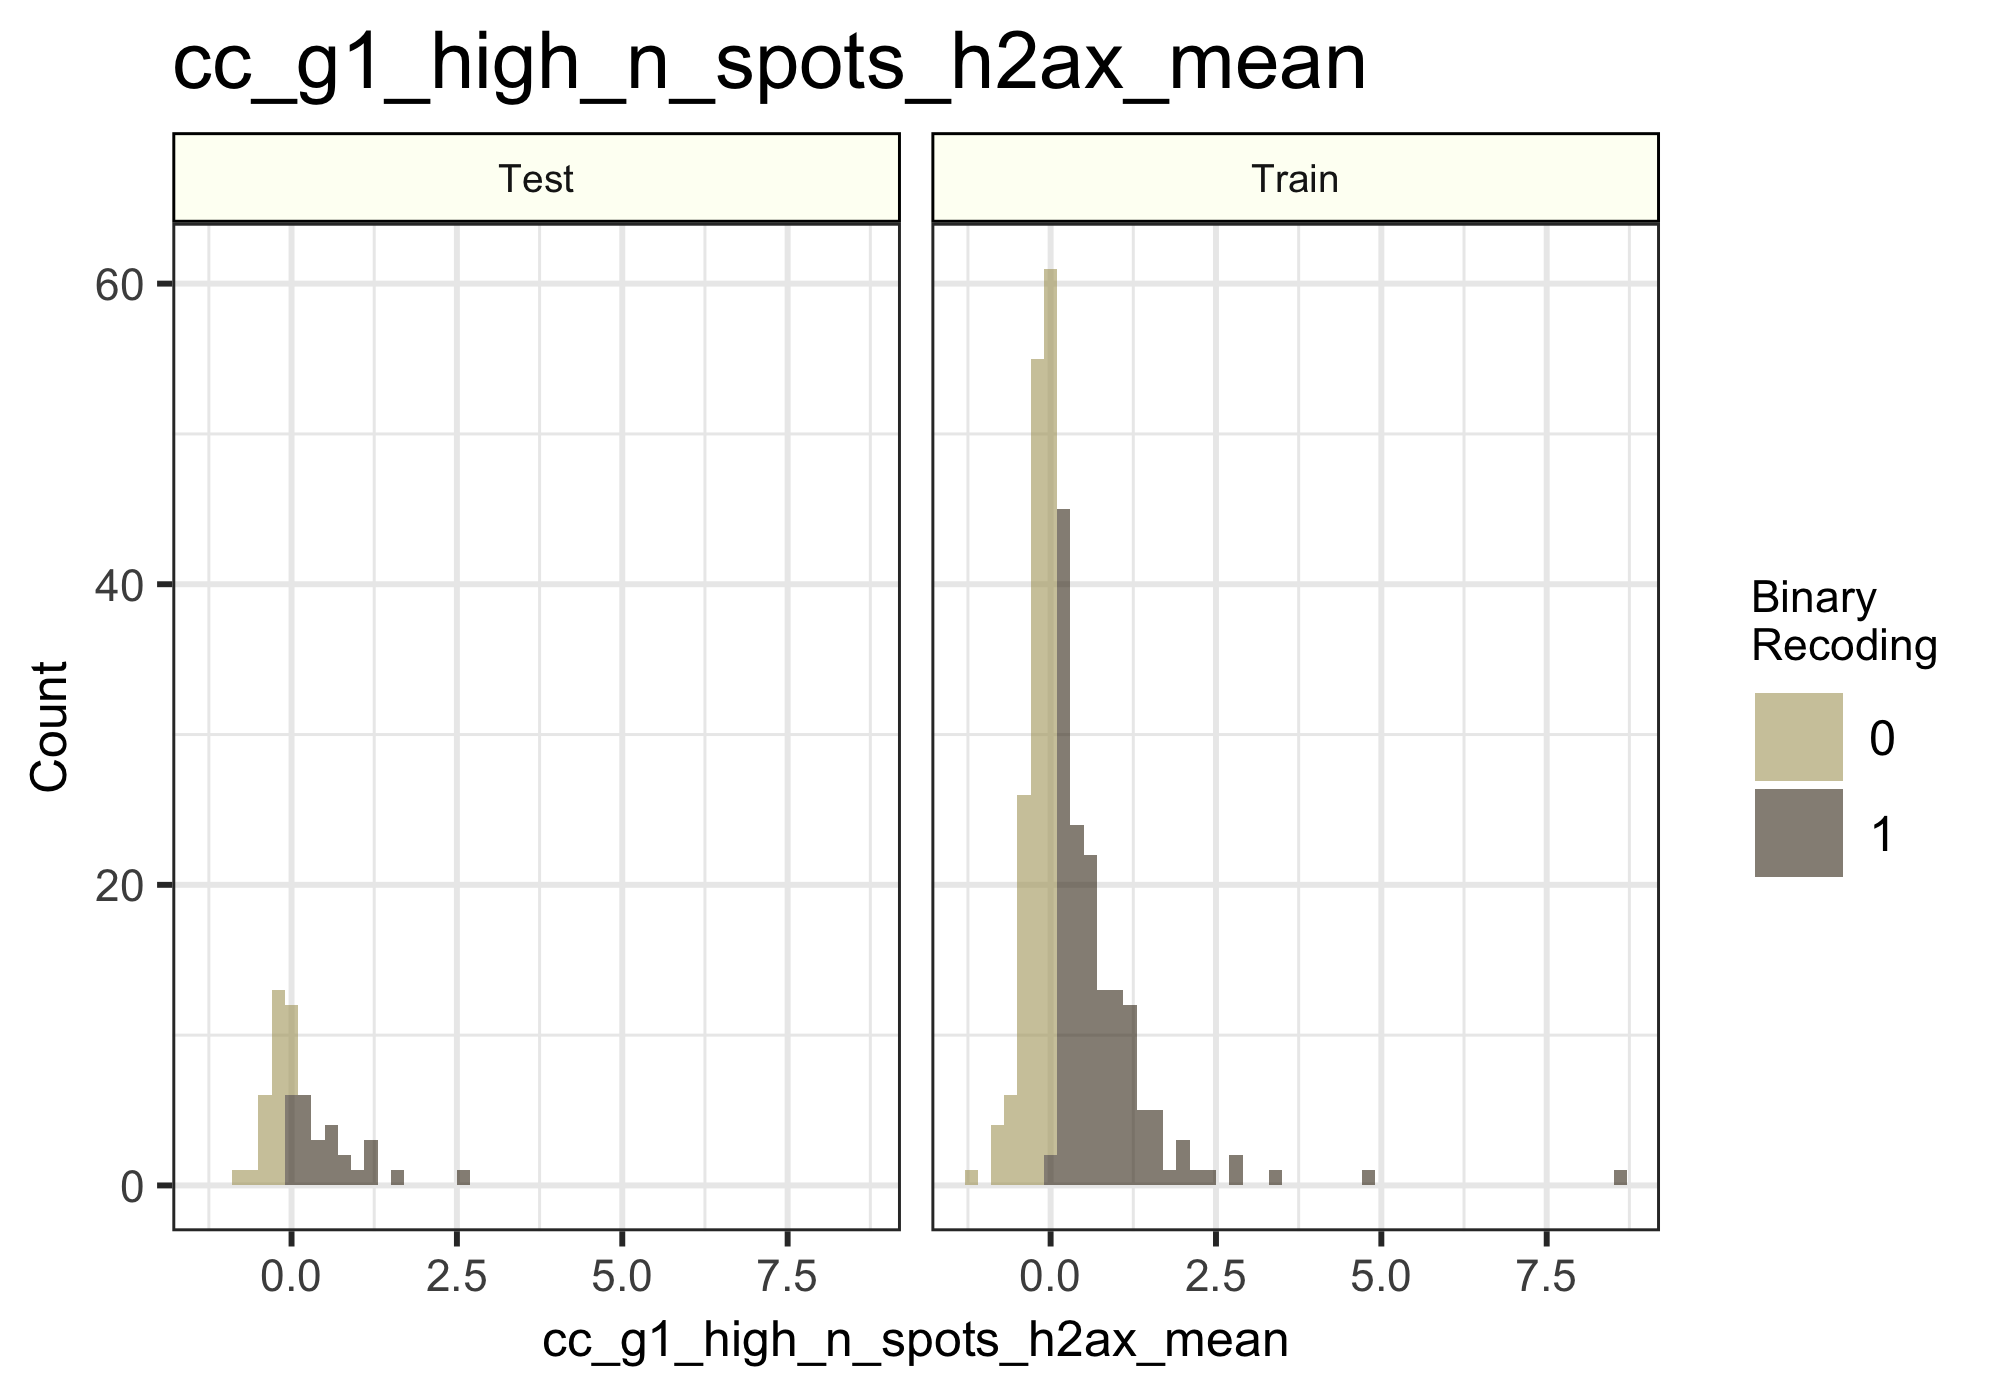 cc_g1_high_n_spots_h2ax_mean
Test
Train
60
40
20
0
Count
0.0
2.5
5.0
7.5
0.0
2.5
5.0
7.5
cc_g1_high_n_spots_h2ax_mean
Binary
Recoding
0
1